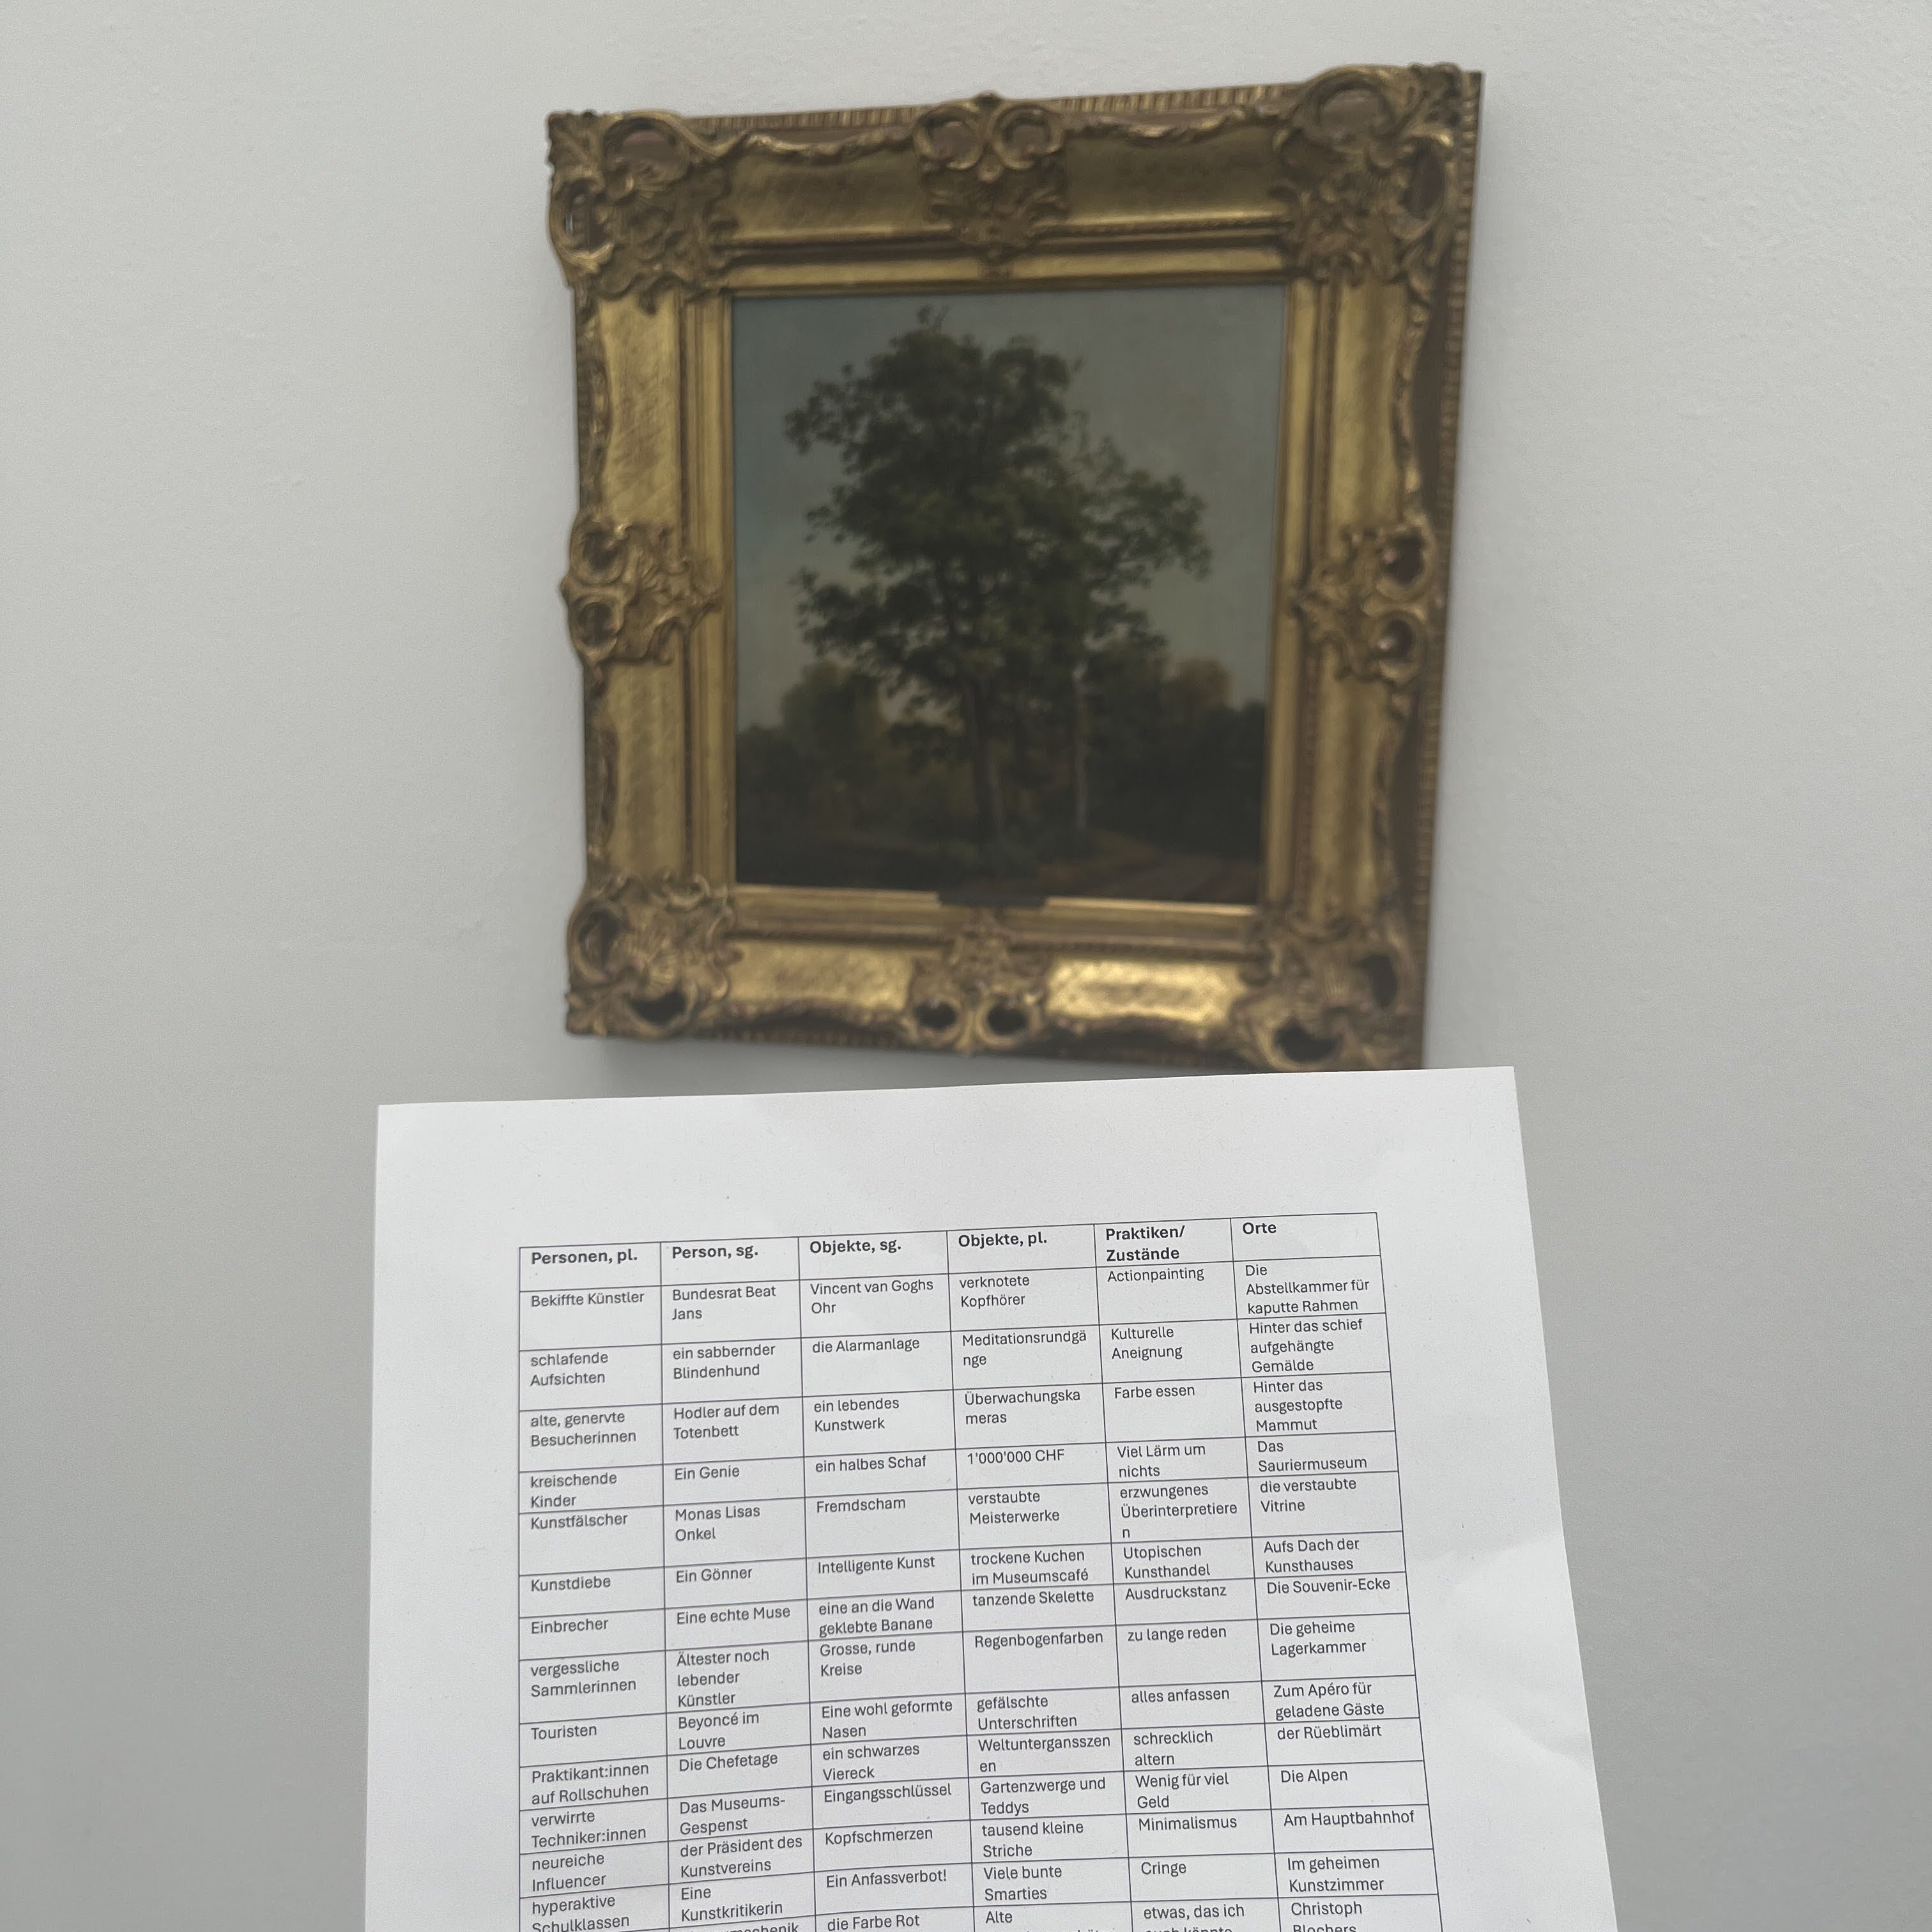 Personen, pl.
Person, sg.
Objekte, sg.
Objekte, pl.
Praktiken/
Zustände
Orte
Bekiffte Künstler
Bundesrat Beat
Jans
Vincent van Goghs
Ohr
verknotete
Kopfhörer
Actionpainting
Die
Abstellkammer für
kaputte Rahmen
schlafende
Aufsichten
ein sabbernder
Blindenhund
die Alarmanlage
Meditationsrundgä
nge
Kulturelle
Aneignung
Hinter das schief
aufgehängte
Gemälde
alte, genervte
Besucherinnen
Hodler auf dem
Totenbett
ein lebendes
Kunstwerk
Überwachungska
meras
Farbe essen
Hinter das
ausgestopfte
Mammut
kreischende
Kinder
Ein Genie
ein halbes Schaf
1'000'000 CHF
Viel Lärm um
nichts
Das
Sauriermuseum
Kunstfälscher
Monas Lisas
Onkel
Fremdscham
verstaubte
Meisterwerke
erzwungenes
Überinterpretiere
n
die verstaubte
Vitrine
Kunstdiebe
Ein Gönner
Intelligente Kunst
trockene Kuchen
im Museumscafé
Utopischen
Kunsthandel
Aufs Dach der
Kunsthauses
Einbrecher
Eine echte Muse
eine an die Wand
geklebte Banane
tanzende Skelette
Ausdruckstanz
Die Souvenir-Ecke
vergessliche
Sammlerinnen
Ältester noch
lebender
Künstler
Grosse, runde
Kreise
Regenbogenfarben
zu lange reden
Die geheime
Lagerkammer
Touristen
Beyoncé im
Louvre
Eine wohl geformte
Nasen
gefälschte
Unterschriften
alles anfassen
Zum Apéro für
geladene Gäste
Praktikant:innen
auf Rollschuhen
Die Chefetage
ein schwarzes
Viereck
Weltuntergansszen
en
schrecklich
altern
der Rüeblimärt
verwirrte
Techniker:innen
Das Museums-
Gespenst
Eingangsschlüssel
Gartenzwerge und
Teddys
Wenig für viel
Geld
Die Alpen
neureiche
Influencer
der Präsident des
Kunstvereins
Kopfschmerzen
tausend kleine
Striche
Minimalismus
Am Hauptbahnhof
hyperaktive
Schulklassen
Eine
Kunstkritikerin
Ein Anfassverbot!
Viele bunte
Smarties
Cringe
Im geheimen
Kunstzimmer
die Farbe Rot
Alte
etwas, das ich
Christoph
Blochers